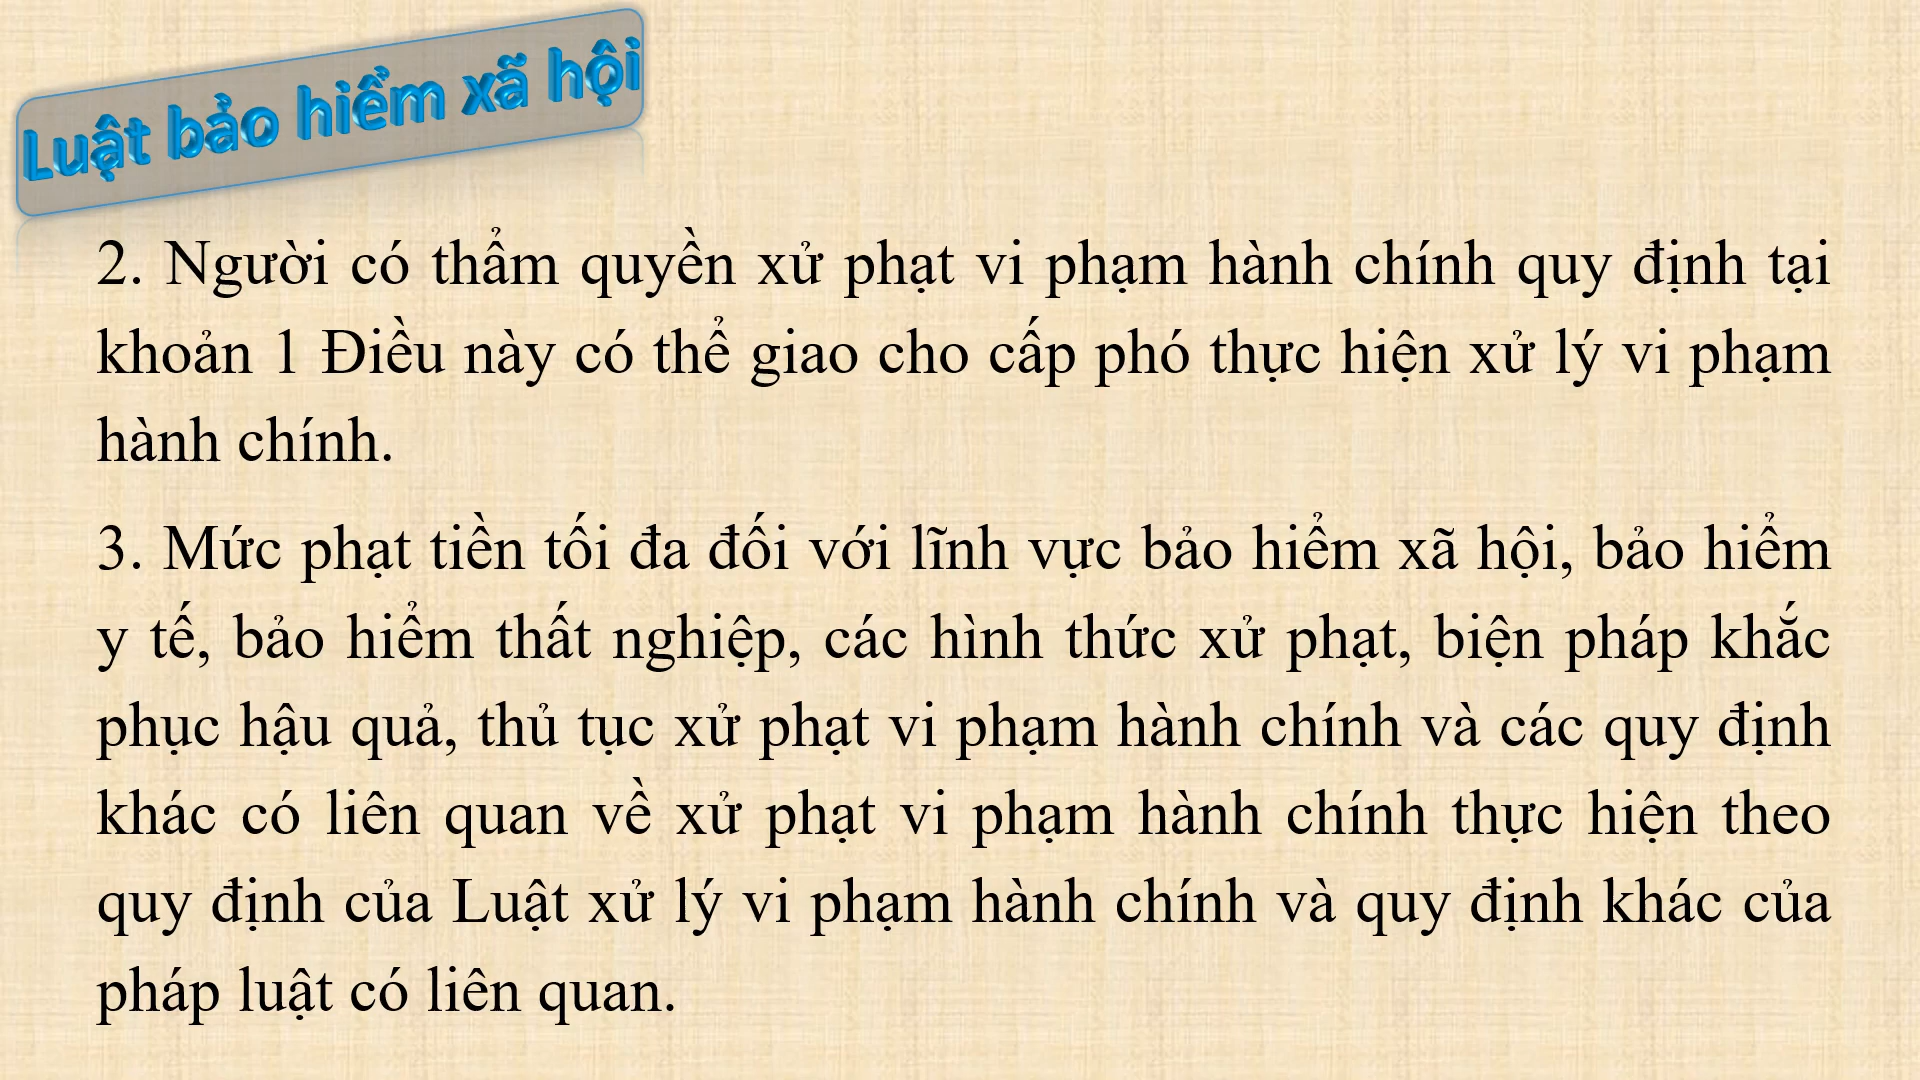 Luật bảo hiểm xã hội
2. Người có thẩm quyền xử phạt vi phạm hành chính quy định tại
khoản 1 Điều này có thể giao cho cấp phó thực hiện xử lý vi phạm
hành chính.
3. Mức phạt tiền tối đa đối với lĩnh vực bảo hiểm xã hội, bảo hiểm
y tế, bảo hiểm thất nghiệp, các hình thức xử phạt, biện pháp khắc
phục hậu quả, thủ tục xử phạt vi phạm hành chính và các quy định
khác có liên quan về xử phạt vi phạm hành chính thực hiện theo
quy định của Luật xử lý vi phạm hành chính và quy định khác của
pháp luật có liên quan.